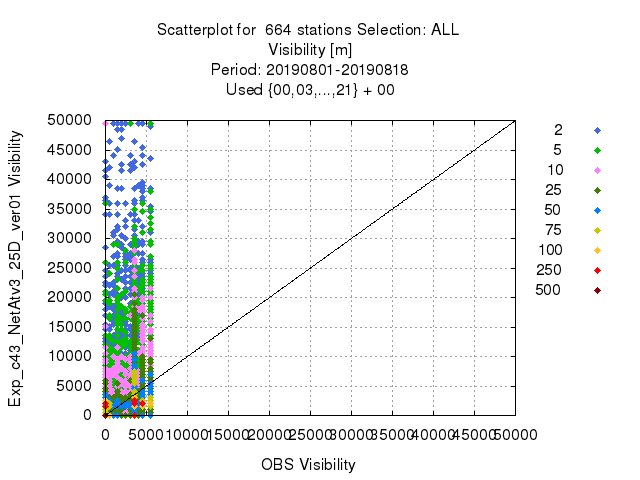 Scatterplot for 664 stations Selection: ALL
Visibility [m]
Period: 20190801-20190818
Used {00,03,...,21} + 00
Exp_c43_NetAtv3_25D_ver01 Visibility
50000
45000
40000
35000
30000
25000
20000
15000
10000
5000
0
0 5000 10000 15000 20000 25000 30000 35000 40000 45000 50000
OBS Visibility
2
5
10
25
50
75
100
250
500